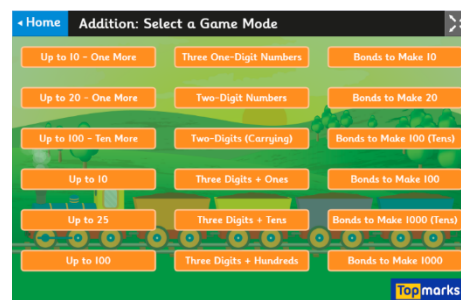 ◂ Home Addition: Select a Game Mode
Up to 10 - One More Three One-Digit Numbers Bonds to Make 10
Up to 20 - One More Two-Digit Numbers Bonds to Make 20
Up to 100 - Ten More Two-Digits (Carrying) Bonds to Make 100 (Tens)
Up to 10 Three Digits + Ones Bonds to Make 100
Up to 25 Three Digits + Tens Bonds to Make 1000 (Tens)
Up to 100 Three Digits + Hundreds Bonds to Make 1000
Topmarks